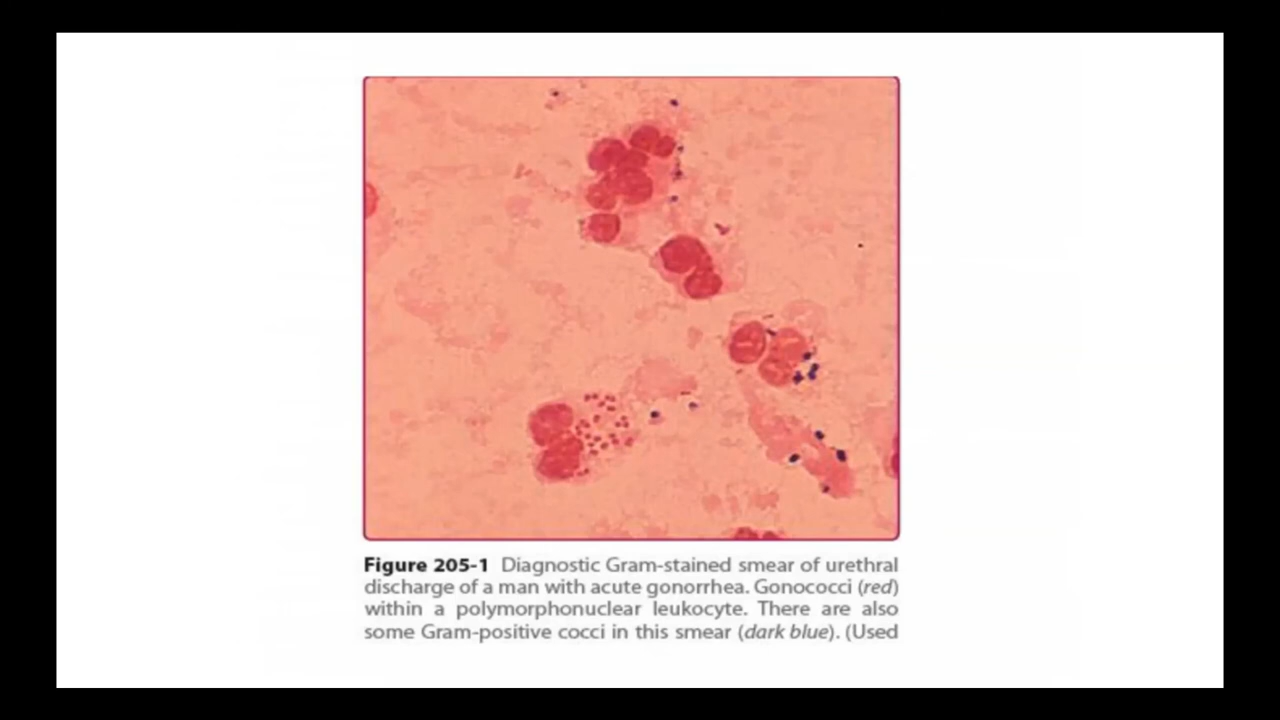 Figure 205-1 Diagnostic Gram-stained smear of urethral
discharge of a man with acute gonorrhea. Gonococci (red)
within a polymorphonuclear leukocyte. There are also
some Gram-positive cocci in this smear (dark blue). (Used